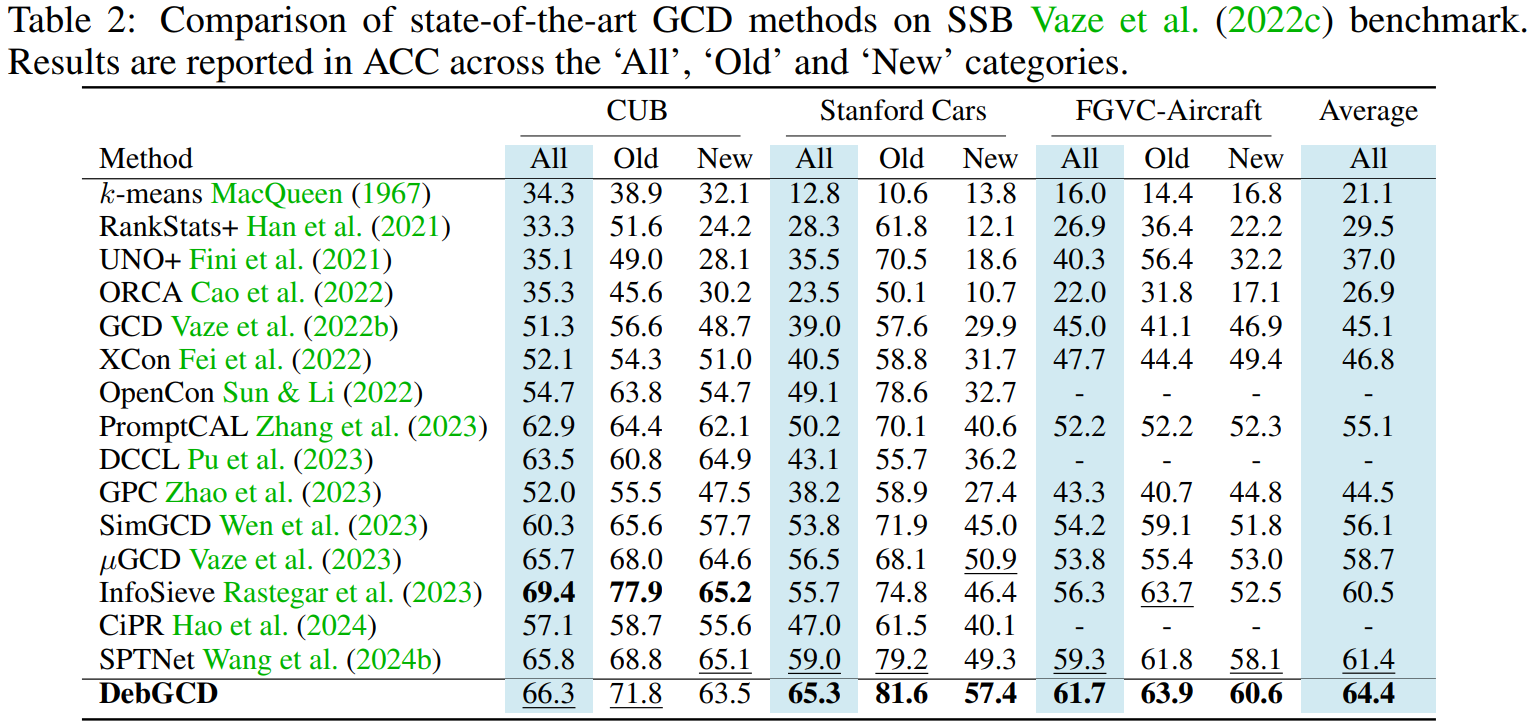 Table 2: Comparison of state-of-the-art GCD methods on SSB Vaze et al. (2022c) benchmark.
Results are reported in ACC across the ‘All’, ‘Old’ and ‘New’ categories.
CUB Stanford Cars FGVC-Aircraft Average
Method All Old New All Old New All Old New All
k-means MacQueen (1967) 34.3 38.9 32.1 12.8 10.6 13.8 16.0 14.4 16.8 21.1
RankStats+ Han et al. (2021) 33.3 51.6 24.2 28.3 61.8 12.1 26.9 36.4 22.2 29.5
UNO+ Fini et al. (2021) 35.1 49.0 28.1 35.5 70.5 18.6 40.3 56.4 32.2 37.0
ORCA Cao et al. (2022) 35.3 45.6 30.2 23.5 50.1 10.7 22.0 31.8 17.1 26.9
GCD Vaze et al. (2022b) 51.3 56.6 48.7 39.0 57.6 29.9 45.0 41.1 46.9 45.1
XCon Fei et al. (2022) 52.1 54.3 51.0 40.5 58.8 31.7 47.7 44.4 49.4 46.8
OpenCon Sun & Li (2022) 54.7 63.8 54.7 49.1 78.6 32.7 - - - -
PromptCAL Zhang et al. (2023) 62.9 64.4 62.1 50.2 70.1 40.6 52.2 52.2 52.3 55.1
DCCL Pu et al. (2023) 63.5 60.8 64.9 43.1 55.7 36.2 - - - -
GPC Zhao et al. (2023) 52.0 55.5 47.5 38.2 58.9 27.4 43.3 40.7 44.8 44.5
SimGCD Wen et al. (2023) 60.3 65.6 57.7 53.8 71.9 45.0 54.2 59.1 51.8 56.1
μGCD Vaze et al. (2023) 65.7 68.0 64.6 56.5 68.1 50.9 53.8 55.4 53.0 58.7
InfoSieve Rastegar et al. (2023) 69.4 77.9 65.2 55.7 74.8 46.4 56.3 63.7 52.5 60.5
CiPR Hao et al. (2024) 57.1 58.7 55.6 47.0 61.5 40.1 - - - -
SPTNet Wang et al. (2024b) 65.8 68.8 65.1 59.0 79.2 49.3 59.3 61.8 58.1 61.4
DebGCD 66.3 71.8 63.5 65.3 81.6 57.4 61.7 63.9 60.6 64.4